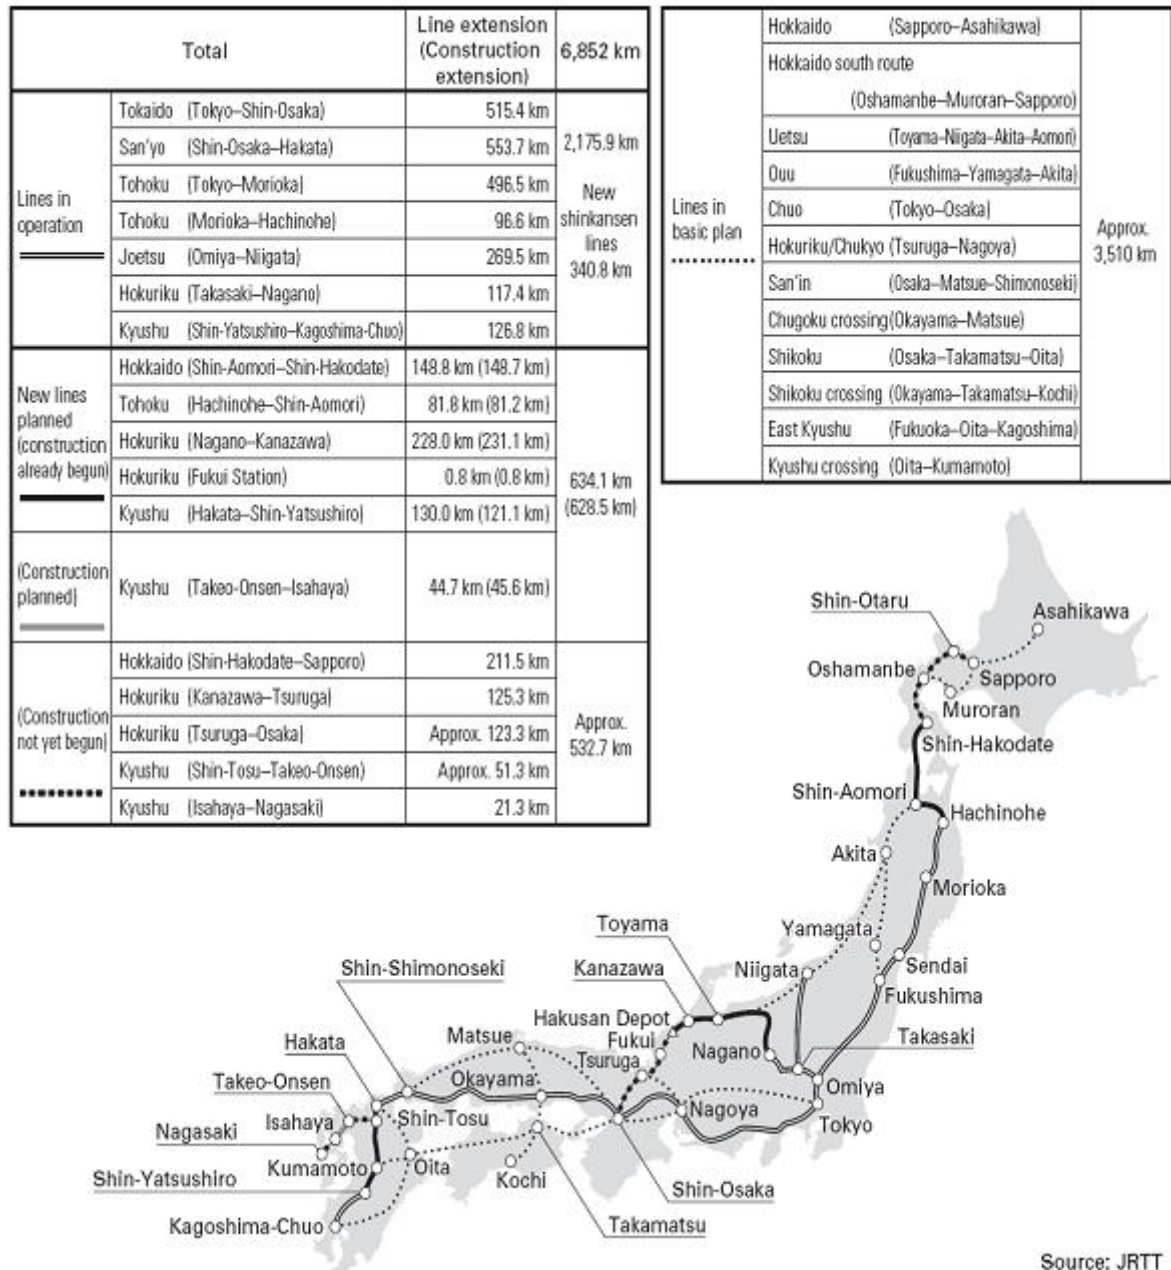 Total
Line extension
(Construction
extension)
6,852 km
Lines in
operation
Tokaido (Tokyo–Shin-Osaka) 515.4 km
San'yo (Shin-Osaka–Hakata) 553.7 km
Tohoku (Tokyo–Morioka) 496.5 km
Tohoku (Morioka–Hachinohe) 96.6 km
Joetsu (Omiya–Niigata) 269.5 km
Hokuriku (Takasaki–Nagano) 117.4 km
Kyushu (Shin-Yatsushiro–Kagoshima-Chuo) 126.8 km
2,175.9 km
New
shinkansen
lines
340.8 km
New lines
planned
(construction
already begun)
Hokkaido (Shin-Aomori–Shin-Hakodate) 148.8 km (148.7 km)
Tohoku (Hachinohe–Shin-Aomori) 81.8 km (81.2 km)
Hokuriku (Nagano–Kanazawa) 228.0 km (231.1 km)
Hokuriku (Fukui Station) 0.8 km (0.8 km)
Kyushu (Hakata–Shin-Yatsushiro) 130.0 km (121.1 km)
(Construction
planned)
Kyushu (Takeo-Onsen–Isahaya) 44.7 km (45.6 km)
634.1 km
(628.5 km)
(Construction
not yet begun)
Hokkaido (Shin-Hakodate–Sapporo) 211.5 km
Hokuriku (Kanazawa–Tsuruga) 125.3 km
Hokuriku (Tsuruga–Osaka) Approx. 123.3 km
Kyushu (Shin-Tosu–Takeo-Onsen) Approx. 51.3 km
Kyushu (Isahaya–Nagasaki) 21.3 km
Approx.
532.7 km
Lines in
basic plan
Hokkaido (Sapporo–Asahikawa)
Hokkaido south route
(Oshamanbe–Muroran–Sapporo)
Uetsu (Toyama–Niigata–Akita–Aomori)
Ouu (Fukushima–Yamagata–Akita)
Chuo (Tokyo–Osaka)
Hokuriku/Chukyo (Tsuruga–Nagoya)
San'in (Osaka–Matsue–Shimonoseki)
Chugoku crossing (Okayama–Matsue)
Shikoku (Osaka–Takamatsu–Oita)
Shikoku crossing (Okayama–Takamatsu–Kochi)
East Kyushu (Fukuoka–Oita–Kagoshima)
Kyushu crossing (Oita–Kumamoto)
Approx.
3,510 km
Shin-Otaru
Asahikawa
Oshamanbe
Sapporo
Muroran
Shin-Hakodate
Shin-Aomori
Hachinohe
Akita
Morioka
Toyama
Yamagata
Shin-Shimonoseki
Kanazawa
Niigata
Sendai
Fukushima
Hakusan Depot
Matsue
Fukui
Takasaki
Hakata
Tsuruga
Nagano
Takeo-Onsen
Okayama
Omiya
Isahaya
Shin-Tosu
Nagoya
Tokyo
Nagasaki
Kumamoto
Oita
Kochi
Shin-Yatsushiro
Shin-Osaka
Kagoshima-Chuo
Takamatsu
Source: JRTT